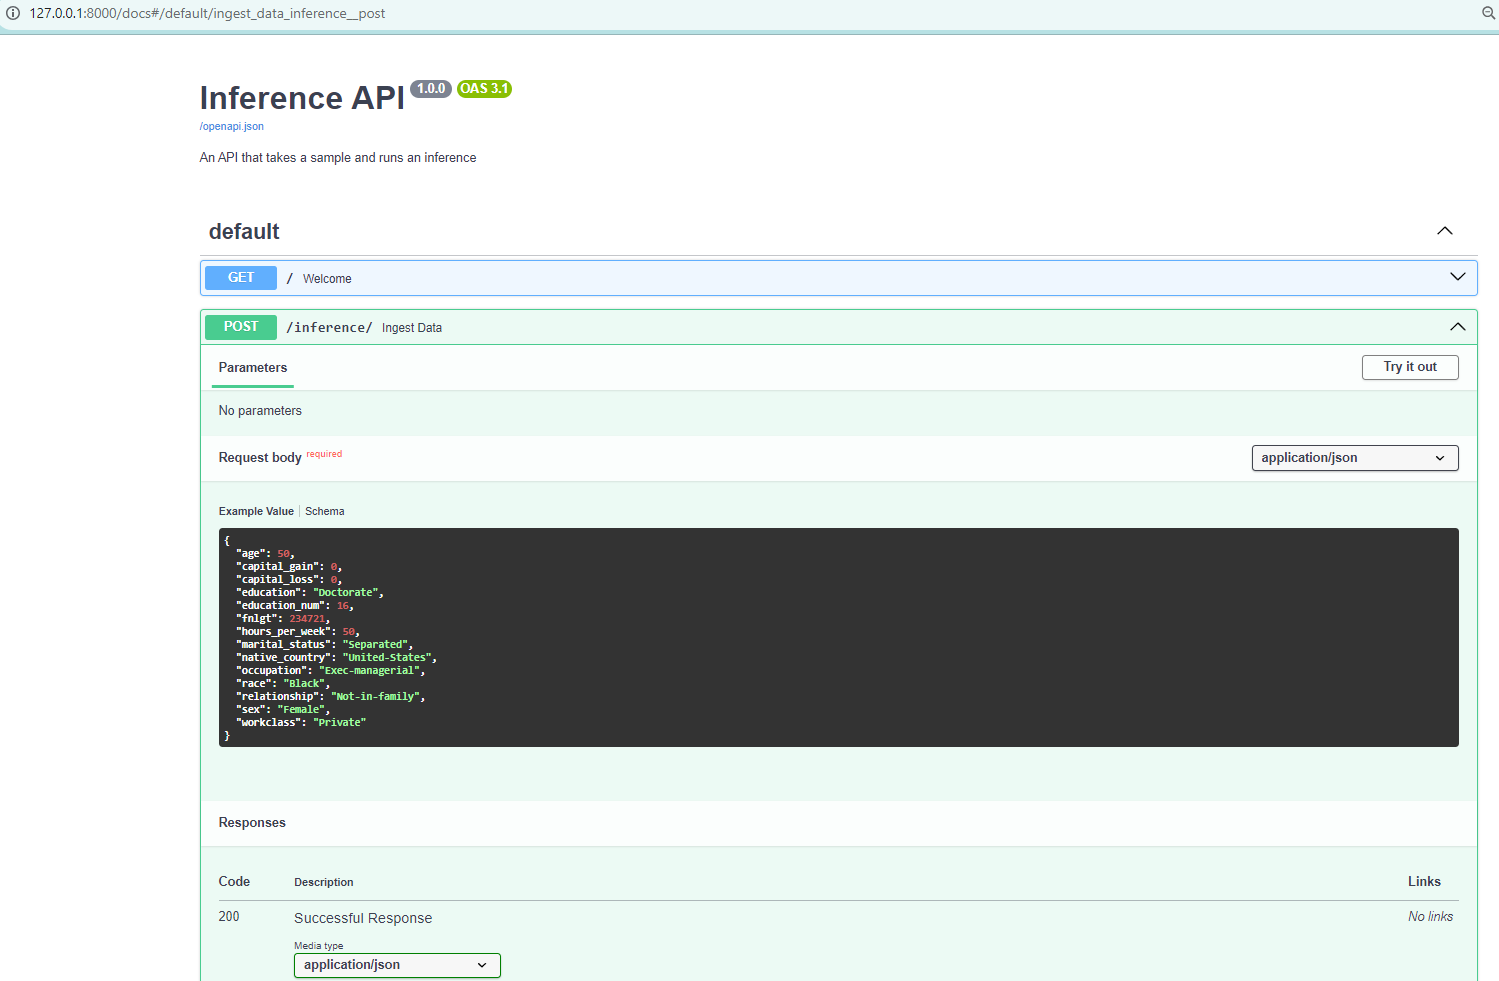 127.0.0.1:8000/docs#/default/ingest_data_inference__post
Inference API 1.0.0 OAS 3.1
/openapi.json
An API that takes a sample and runs an inference
default
GET / Welcome
POST /inference/ Ingest Data
Parameters Try it out
No parameters
Request body required application/json
Example Value Schema
{
"age": 50,
"capital_gain": 0,
"capital_loss": 0,
"education": "Doctorate",
"education_num": 16,
"fnlgt": 234721,
"hours_per_week": 50,
"marital_status": "Separated",
"native_country": "United-States",
"occupation": "Exec-managerial",
"race": "Black",
"relationship": "Not-in-family",
"sex": "Female",
"workclass": "Private"
}
Responses
Code Description Links
200 Successful Response No links
Media type
application/json